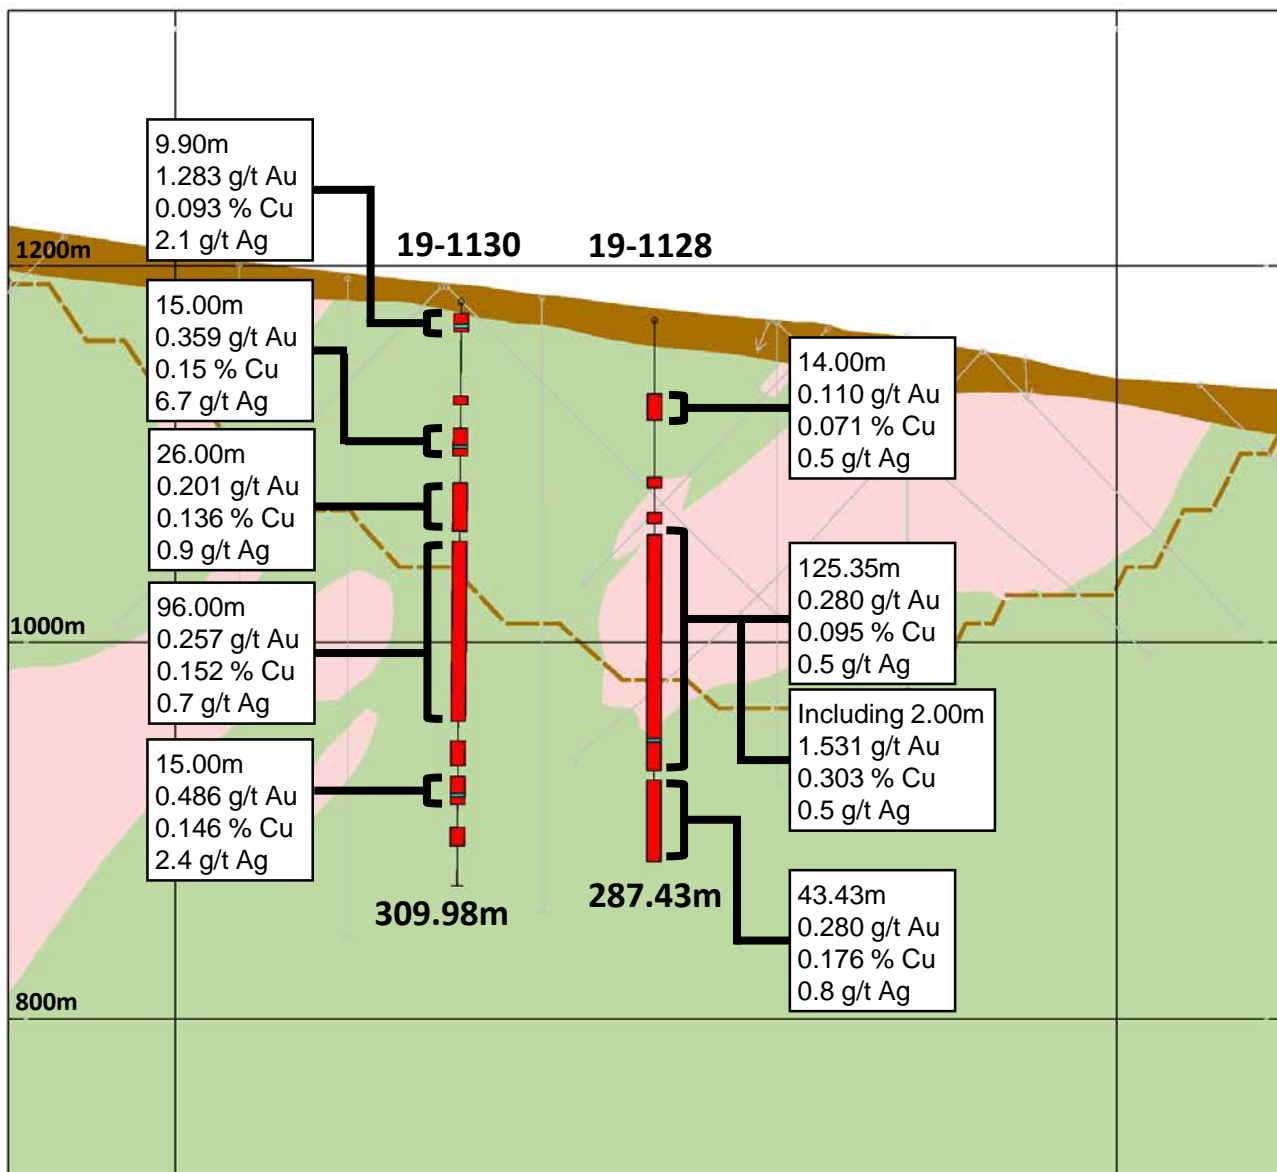 9.90m
1.283 g/t Au
0.093 % Cu
2.1 g/t Ag
19-1130
19-1128
1200m
15.00m
0.359 g/t Au
0.15 % Cu
6.7 g/t Ag
14.00m
0.110 g/t Au
0.071 % Cu
0.5 g/t Ag
26.00m
0.201 g/t Au
0.136 % Cu
0.9 g/t Ag
125.35m
0.280 g/t Au
0.095 % Cu
0.5 g/t Ag
96.00m
0.257 g/t Au
0.152 % Cu
0.7 g/t Ag
1000m
Including 2.00m
1.531 g/t Au
0.303 % Cu
0.5 g/t Ag
15.00m
0.486 g/t Au
0.146 % Cu
2.4 g/t Ag
309.98m
287.43m
43.43m
0.280 g/t Au
0.176 % Cu
0.8 g/t Ag
800m